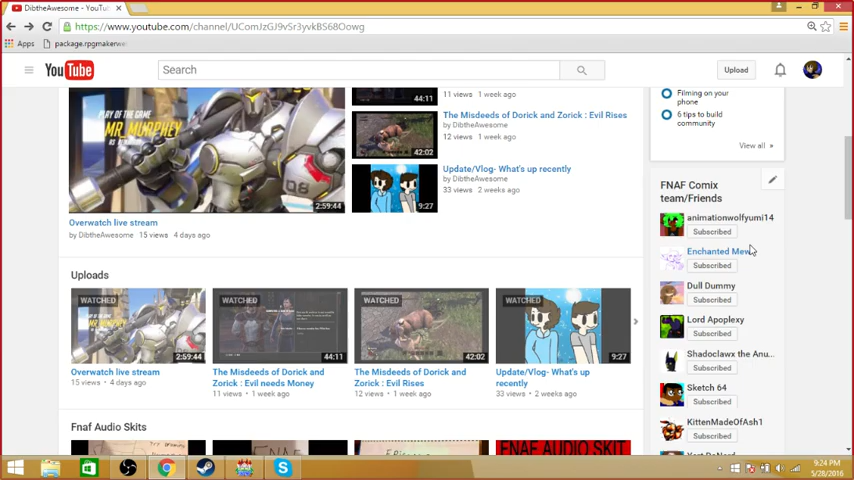 DibtheAwesome - YouTu
https://www.youtube.com/channel/UComJzGJ9vSr3yvkBS68Oowg
Apps
package.rpgmakerwe
YouTube
Search
Upload
PLAY OF THE GAME
MR_MURPHEY
08
2:59:44
Overwatch live stream
by DibtheAwesome 15 views 4 days ago
44:11
11 views 1 week ago
42:02
The Misdeeds of Dorick and Zorick : Evil Rises
by DibtheAwesome
12 views 1 week ago
9:27
Update/Vlog- What's up recently
by DibtheAwesome
33 views 2 weeks ago
Filming on your
phone
6 tips to build
community
View all »
FNAF Comix
team/Friends
animationwolfyumi14
Subscribed
Enchanted Mew
Subscribed
Dull Dummy
Subscribed
Lord Apoplexy
Subscribed
Shadoclawx the Anu...
Subscribed
Sketch 64
Subscribed
KittenMadeOfAsh1
Subscribed
Uploads
WATCHED
2:59:44
Overwatch live stream
15 views • 4 days ago
WATCHED
44:11
The Misdeeds of Dorick and
Zorick : Evil needs Money
11 views • 1 week ago
WATCHED
42:02
The Misdeeds of Dorick and
Zorick : Evil Rises
12 views • 1 week ago
WATCHED
9:27
Update/Vlog- What's up
recently
33 views • 2 weeks ago
Fnaf Audio Skits
FNAF AUDIO SKIT
9:24 PM
5/28/2016